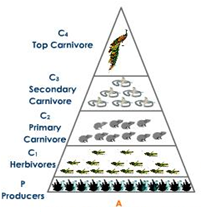 C4
Top Carnivore
C3
Secondary
Carnivore
C2
Primary
Carnivore
C1
Herbivores
P
Producers
A